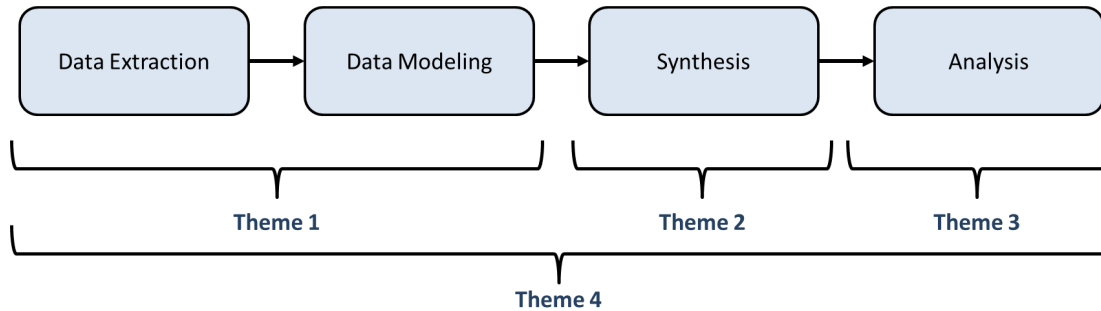 Data Extraction
Data Modeling
Synthesis
Analysis
Theme 1
Theme 2
Theme 3
Theme 4